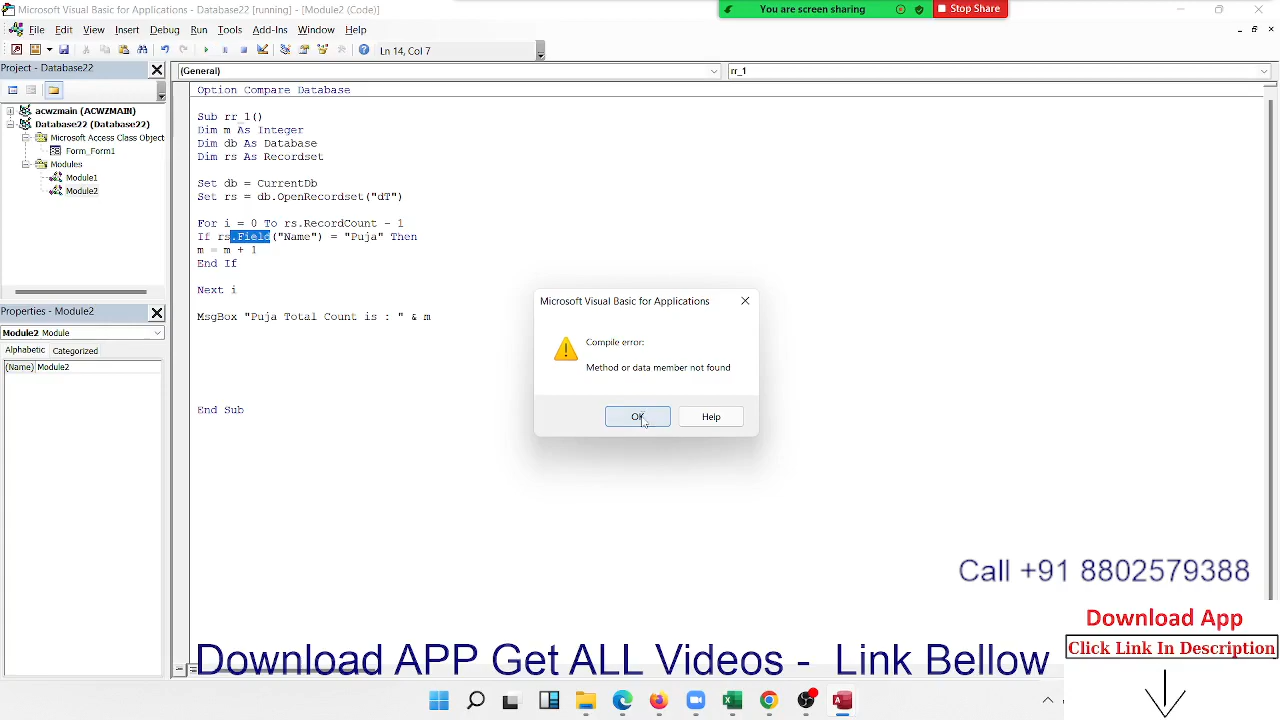 Microsoft Visual Basic for Applications - Database22 [running] - [Module2 (Code)]
You are screen sharing
Stop Share
File Edit View Insert Debug Run Tools Add-Ins Window Help
Ln 14, Col 7
Project - Database22
(General)
rr_1
acwzmain (ACWZMAIN)
Database22 (Database22)
Microsoft Access Class Object
Form_Form1
Modules
Module1
Module2
Option Compare Database
Sub rr_1()
Dim m As Integer
Dim db As Database
Dim rs As Recordset
Set db = CurrentDb
Set rs = db.OpenRecordset("dT")
For i = 0 To rs.RecordCount - 1
If rs.Field("Name") = "Puja" Then
m = m + 1
End If
Next i
MsgBox "Puja Total Count is : " & m
End Sub
Properties - Module2
Module2 Module
Alphabetic Categorized
(Name) Module2
Microsoft Visual Basic for Applications
Compile error:
Method or data member not found
OK
Help
Call +91 8802579388
Download App
Click Link In Description
Download APP Get ALL Videos - Link Bellow